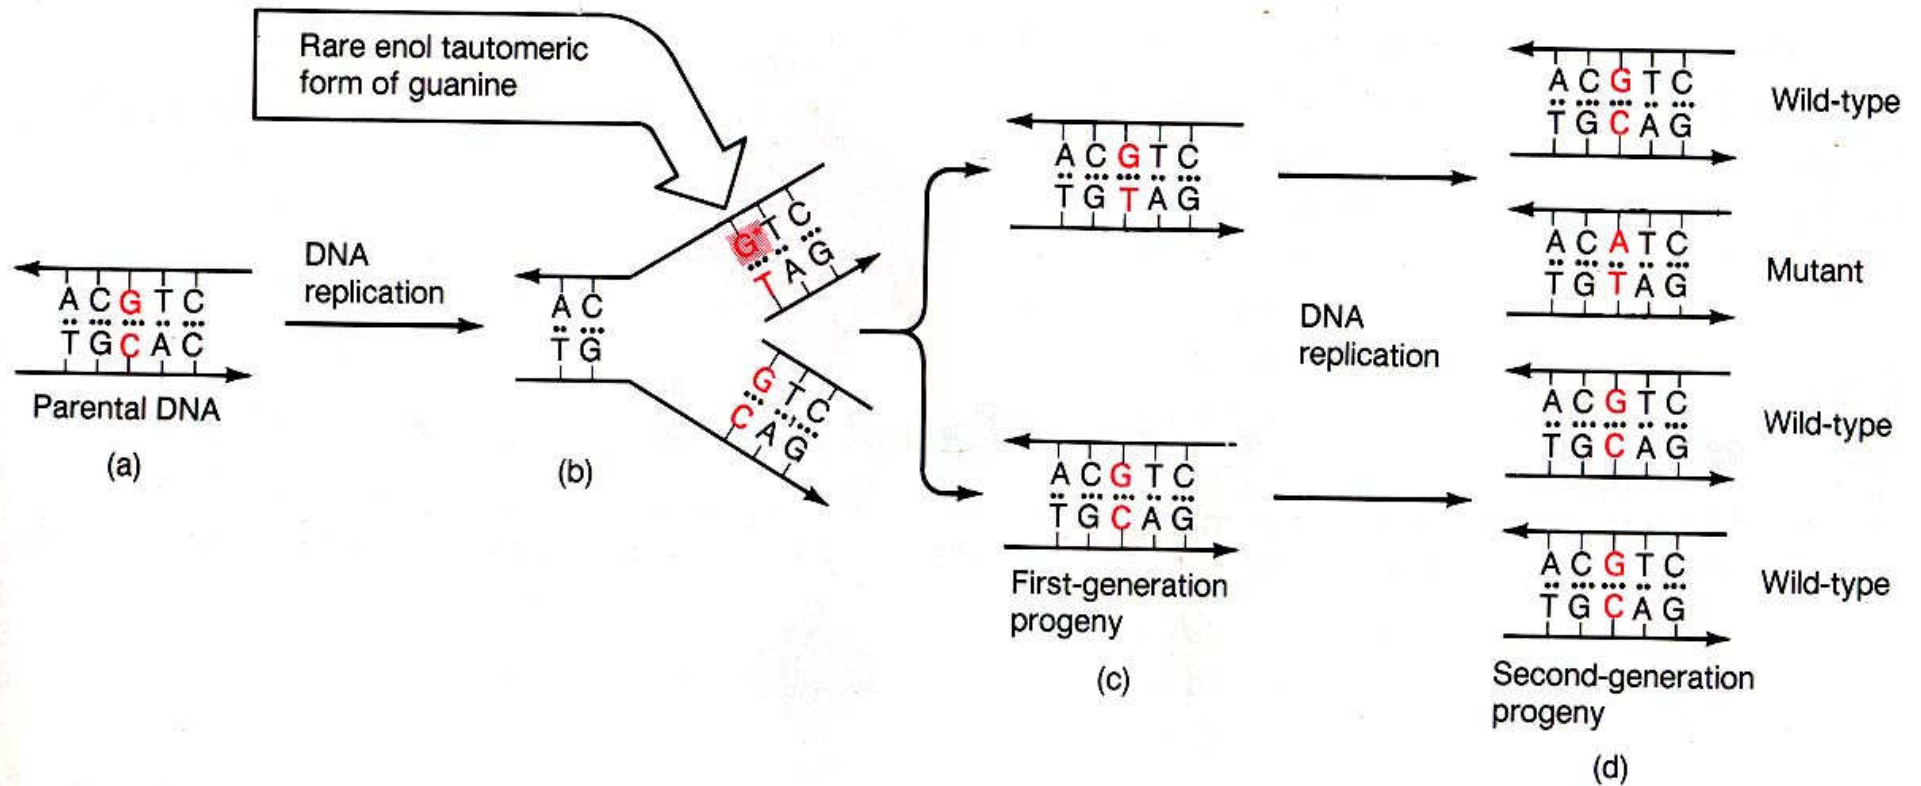 Rare enol tautomeric
form of guanine
A C G T C
T G C A C
Parental DNA
(a)
DNA
replication
A C
T G
G* T C
T A G
G T C
C A G
(b)
A C G T C
T G T A G
A C G T C
T G C A G
First-generation
progeny
(c)
DNA
replication
A C G T C
T G C A G
Wild-type
A C A T C
T G T A G
Mutant
A C G T C
T G C A G
Wild-type
A C G T C
T G C A G
Wild-type
Second-generation
progeny
(d)